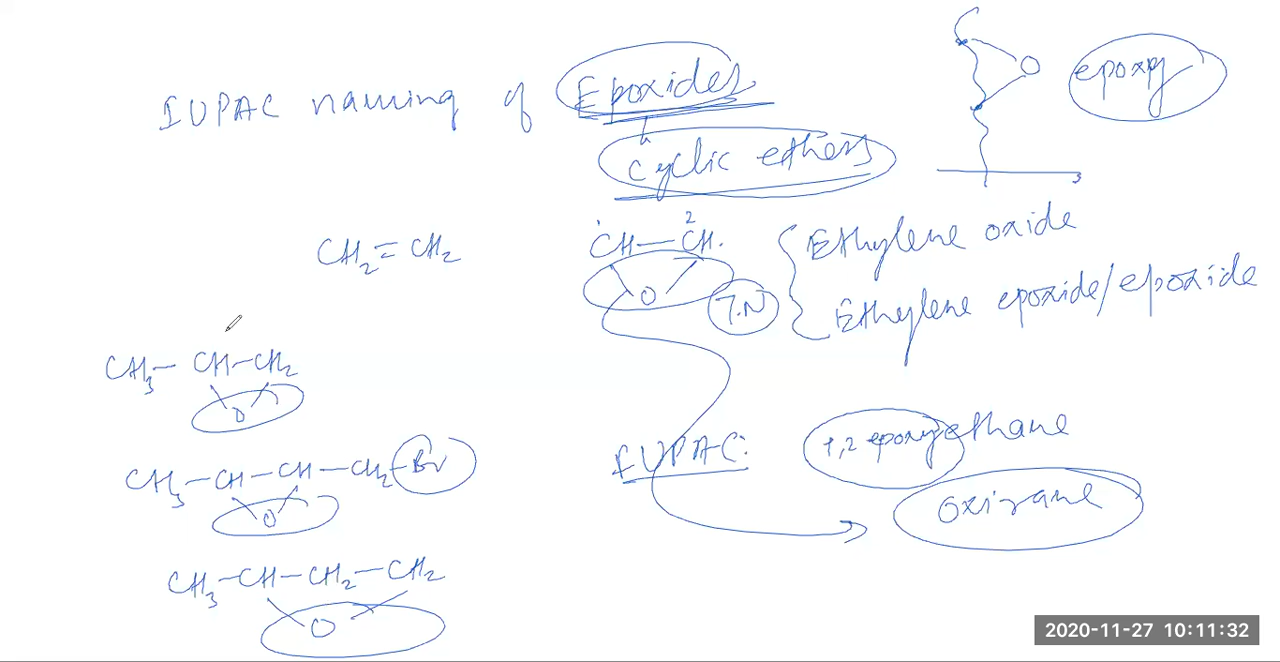 IUPAC naming of Epoxides
cyclic ethers
O
epoxy
CH2=CH2
1 2
CH—CH.
O
T.N
Ethylene oxide
Ethylene epoxide/epoxide
CH3— CH—CH2
O
CH3—CH—CH—CH2—Br
O
CH3—CH—CH2—CH2
O
IUPAC:
1,2 epoxyethane
Oxirane
2020-11-27 10:11:32